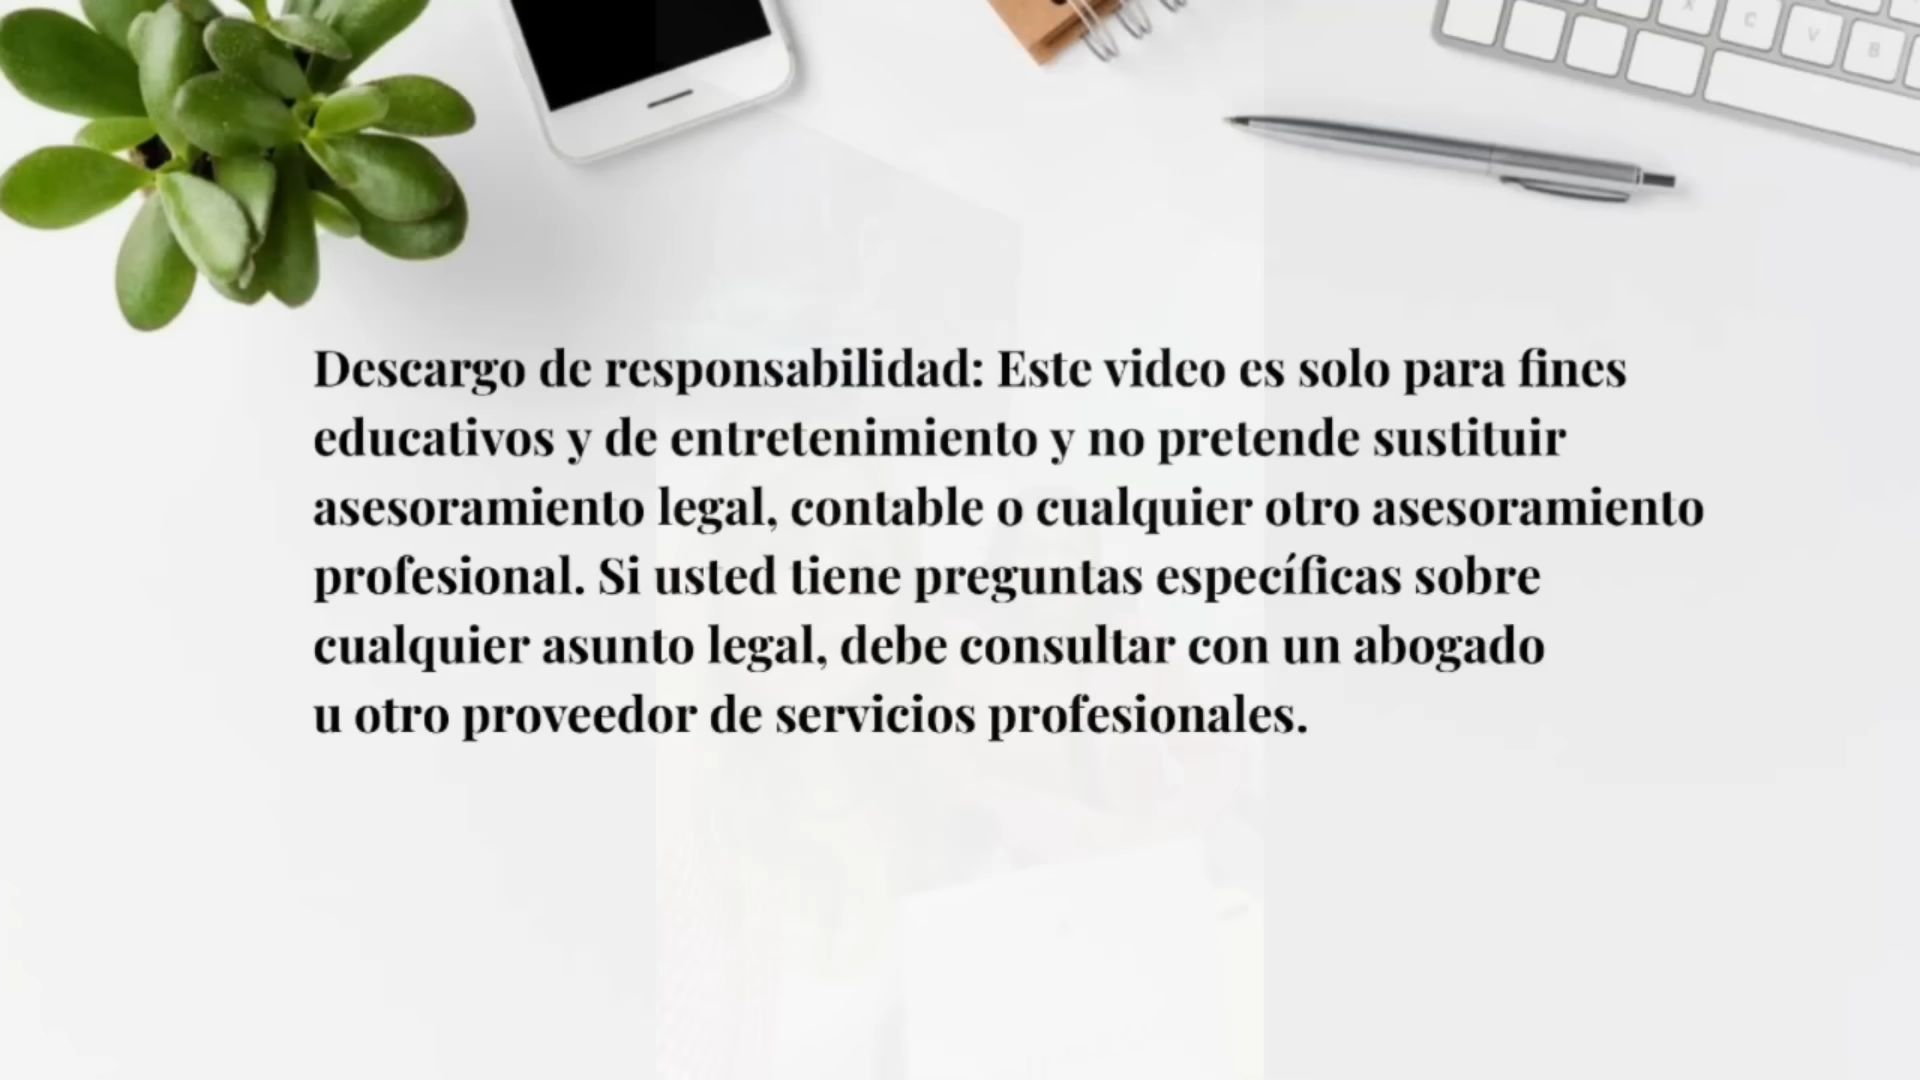 Descargo de responsabilidad: Este video es solo para fines
educativos y de entretenimiento y no pretende sustituir
asesoramiento legal, contable o cualquier otro asesoramiento
profesional. Si usted tiene preguntas específicas sobre
cualquier asunto legal, debe consultar con un abogado
u otro proveedor de servicios profesionales.